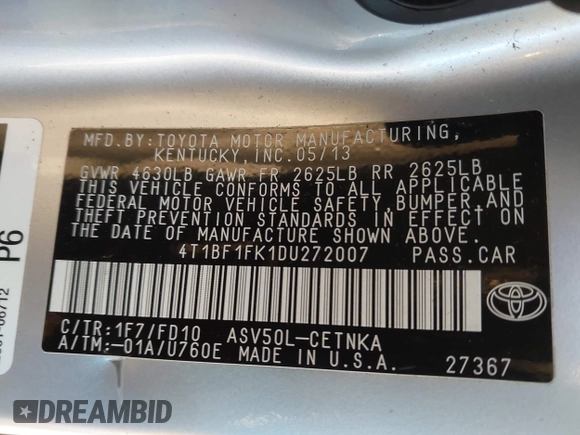 MFD.BY:TOYOTA MOTOR MANUFACTURING,
KENTUCKY, INC. 05/13
GVWR 4630LB GAWR FR 2625LB RR 2625LB
THIS VEHICLE CONFORMS TO ALL APPLICABLE
FEDERAL MOTOR VEHICLE SAFETY, BUMPER, AND
THEFT PREVENTION STANDARDS IN EFFECT ON
THE DATE OF MANUFACTURE SHOWN ABOVE.
4T1BF1FK1DU272007 PASS.CAR
C/TR:1F7/FD10 ASV50L-CETNKA
A/TM:-01A/U760E MADE IN U.S.A.
TOYOTA
27367
P6
DREAMBID